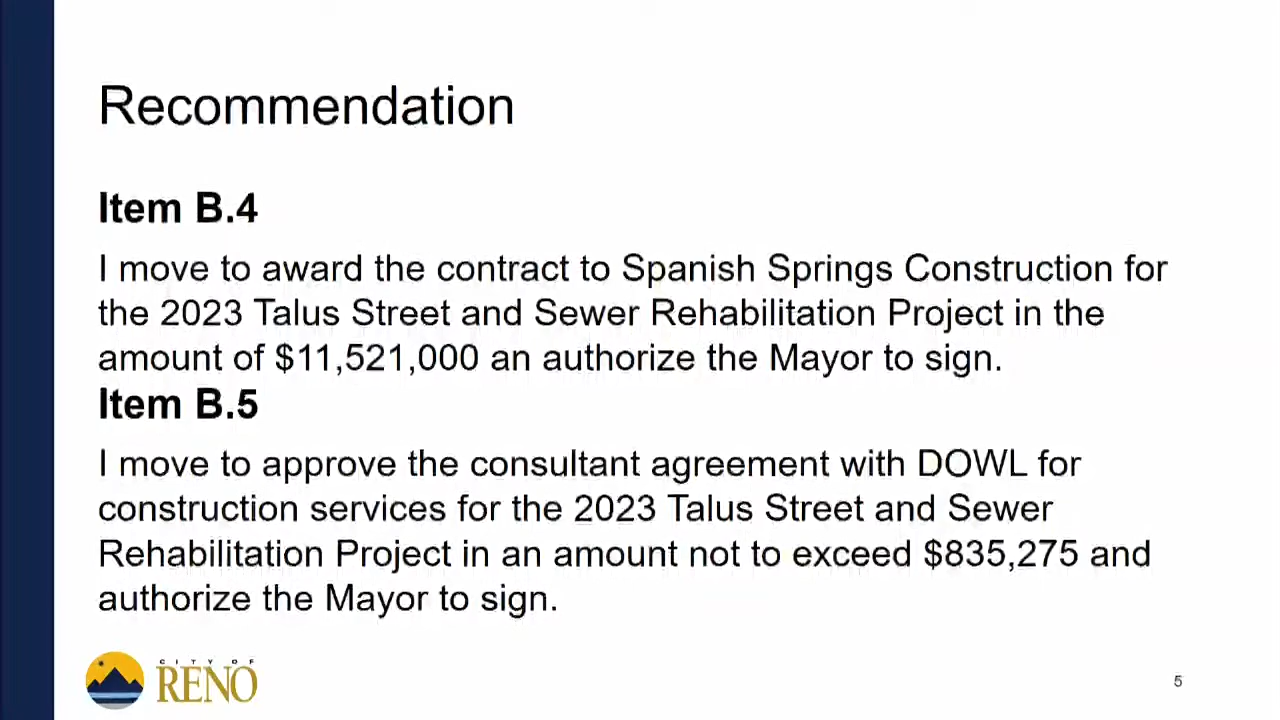 Recommendation
Item B.4
I move to award the contract to Spanish Springs Construction for
the 2023 Talus Street and Sewer Rehabilitation Project in the
amount of $11,521,000 an authorize the Mayor to sign.
Item B.5
I move to approve the consultant agreement with DOWL for
construction services for the 2023 Talus Street and Sewer
Rehabilitation Project in an amount not to exceed $835,275 and
authorize the Mayor to sign.
CITY OF
RENO
5